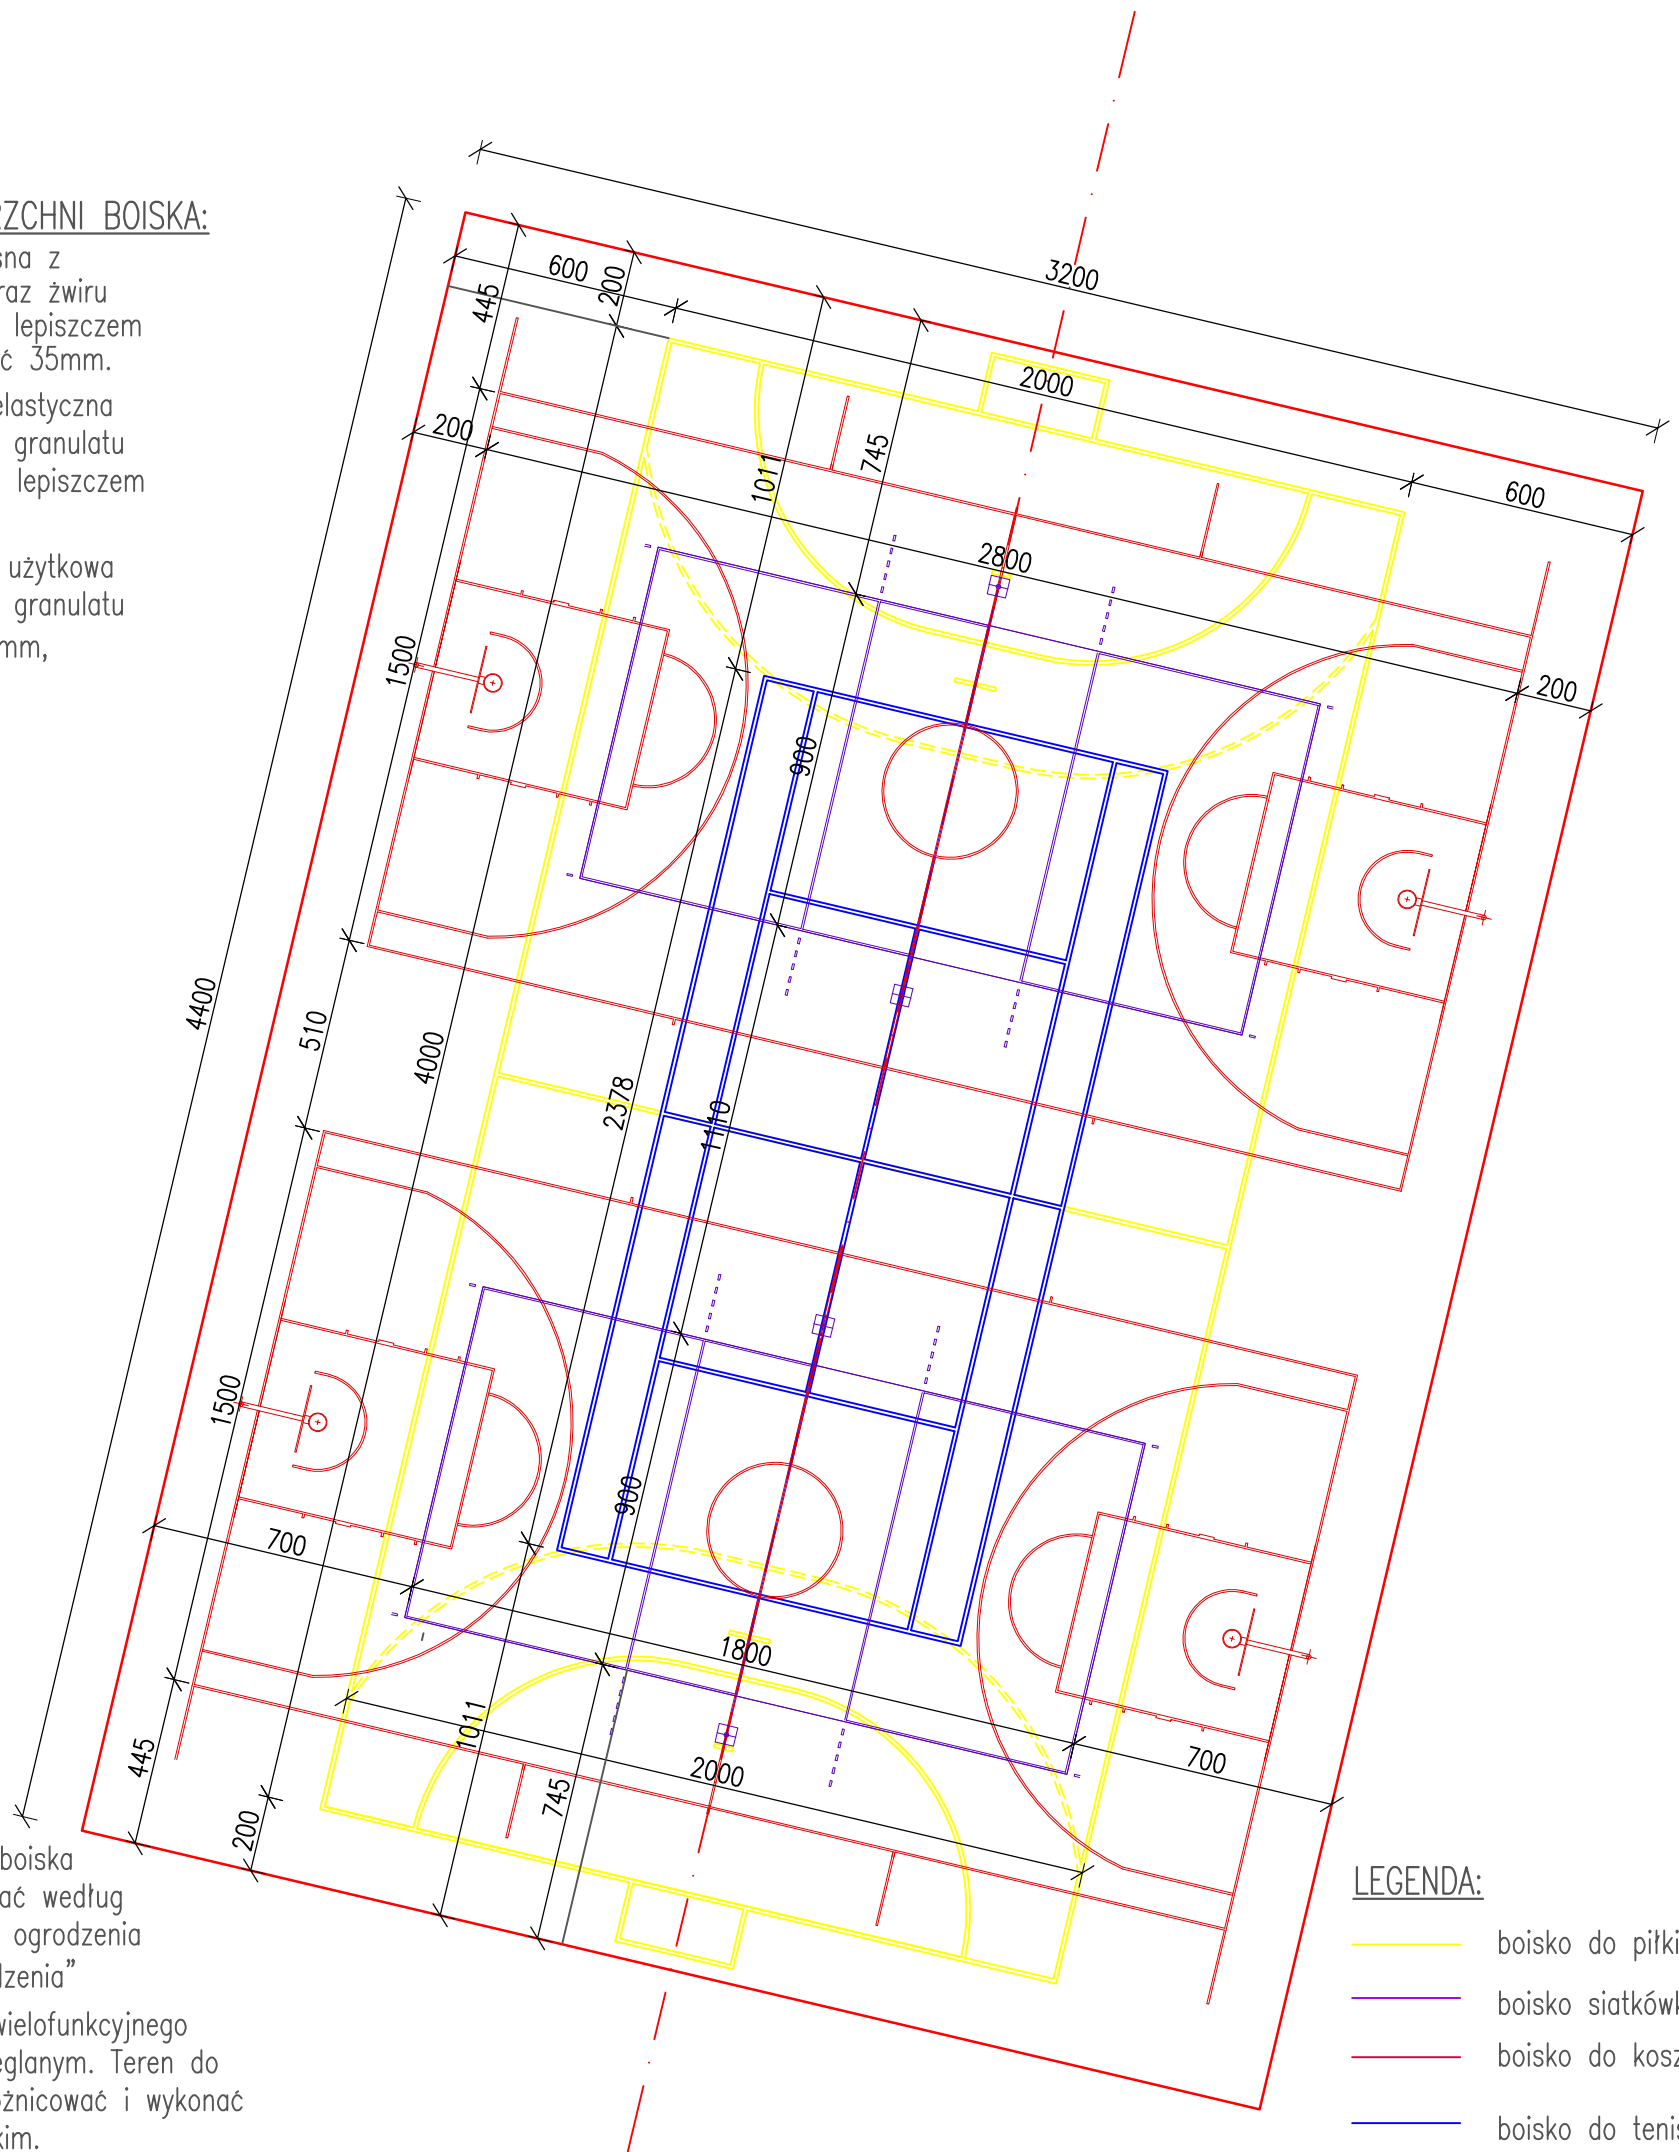 RZCHNI BOISKA:
sna z
raz żwiru
lepiszczem
ć 35mm.
elastyczna
granulatu
lepiszczem
użytkowa
granulatu
mm,
3200
600
200
445
2000
600
200
1011
745
2800
200
1500
900
4400
510
4000
2378
1110
1500
900
700
1800
700
1011
2000
445
745
200
boiska
ać według
ogrodzenia
dzenia”
wielofunkcyjnego
eglanym. Teren do
óżnicować i wykonać
kim.
LEGENDA:
boisko do piłki
boisko siatkówk
boisko do kosz
boisko do tenis